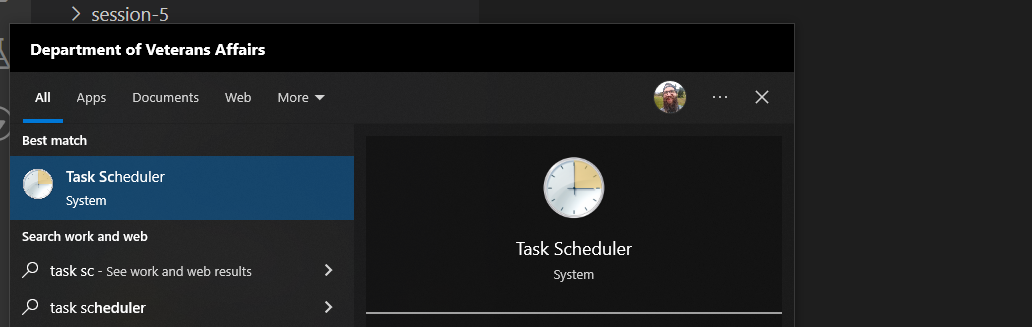 session-5
Department of Veterans Affairs
All Apps Documents Web More
Best match
Task Scheduler
System
Search work and web
task sc - See work and web results
task scheduler
Task Scheduler
System